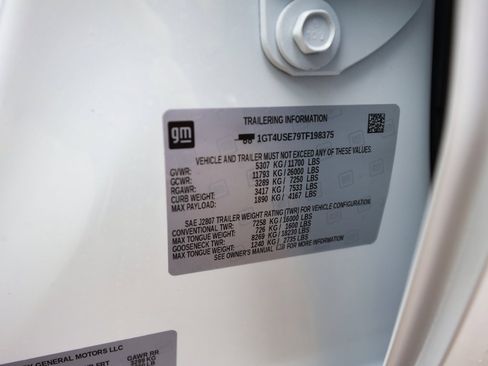 TRAILERING INFORMATION
gm
1GT4USE79TF198375
VEHICLE AND TRAILER MUST NOT EXCEED ANY OF THESE VALUES.
GVWR: 5307 KG / 11700 LBS
GCWR: 11793 KG / 26000 LBS
RGAWR: 3289 KG / 7250 LBS
CURB WEIGHT: 3417 KG / 7533 LBS
MAX PAYLOAD: 1890 KG / 4167 LBS
SAE J2807 TRAILER WEIGHT RATING (TWR) FOR VEHICLE CONFIGURATION.
CONVENTIONAL TWR: 7258 KG / 16000 LBS
MAX TONGUE WEIGHT: 726 KG / 1600 LBS
GOOSENECK TWR: 8269 KG / 18230 LBS
MAX TONGUE WEIGHT: 1240 KG / 2735 LBS
SEE OWNER'S MANUAL FOR MORE INFORMATION
GENERAL MOTORS LLC
FRT GAWR RR